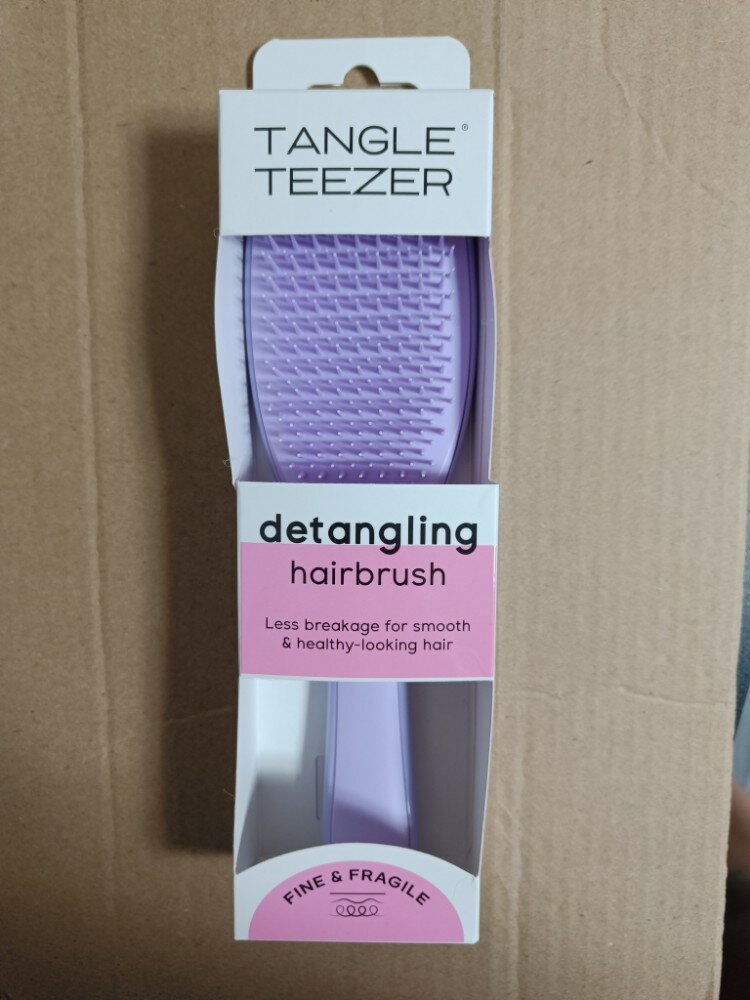 TANGLE®
TEEZER
detangling
hairbrush
Less breakage for smooth
& healthy-looking hair
FINE & FRAGILE